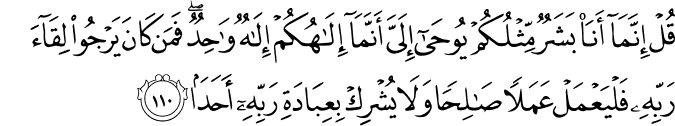 قُلْ إِنَّمَآ أَنَا۠ بَشَرٌ مِّثْلُكُمْ يُوحَىٰٓ إِلَىَّ أَنَّمَآ إِلَٰهُكُمْ إِلَٰهٌ وَٰحِدٌ ۖ فَمَن كَانَ يَرْجُوا۟ لِقَآءَ
رَبِّهِۦ فَلْيَعْمَلْ عَمَلًا صَٰلِحًا وَلَا يُشْرِكْ بِعِبَادَةِ رَبِّهِۦٓ أَحَدًۢا ١١٠